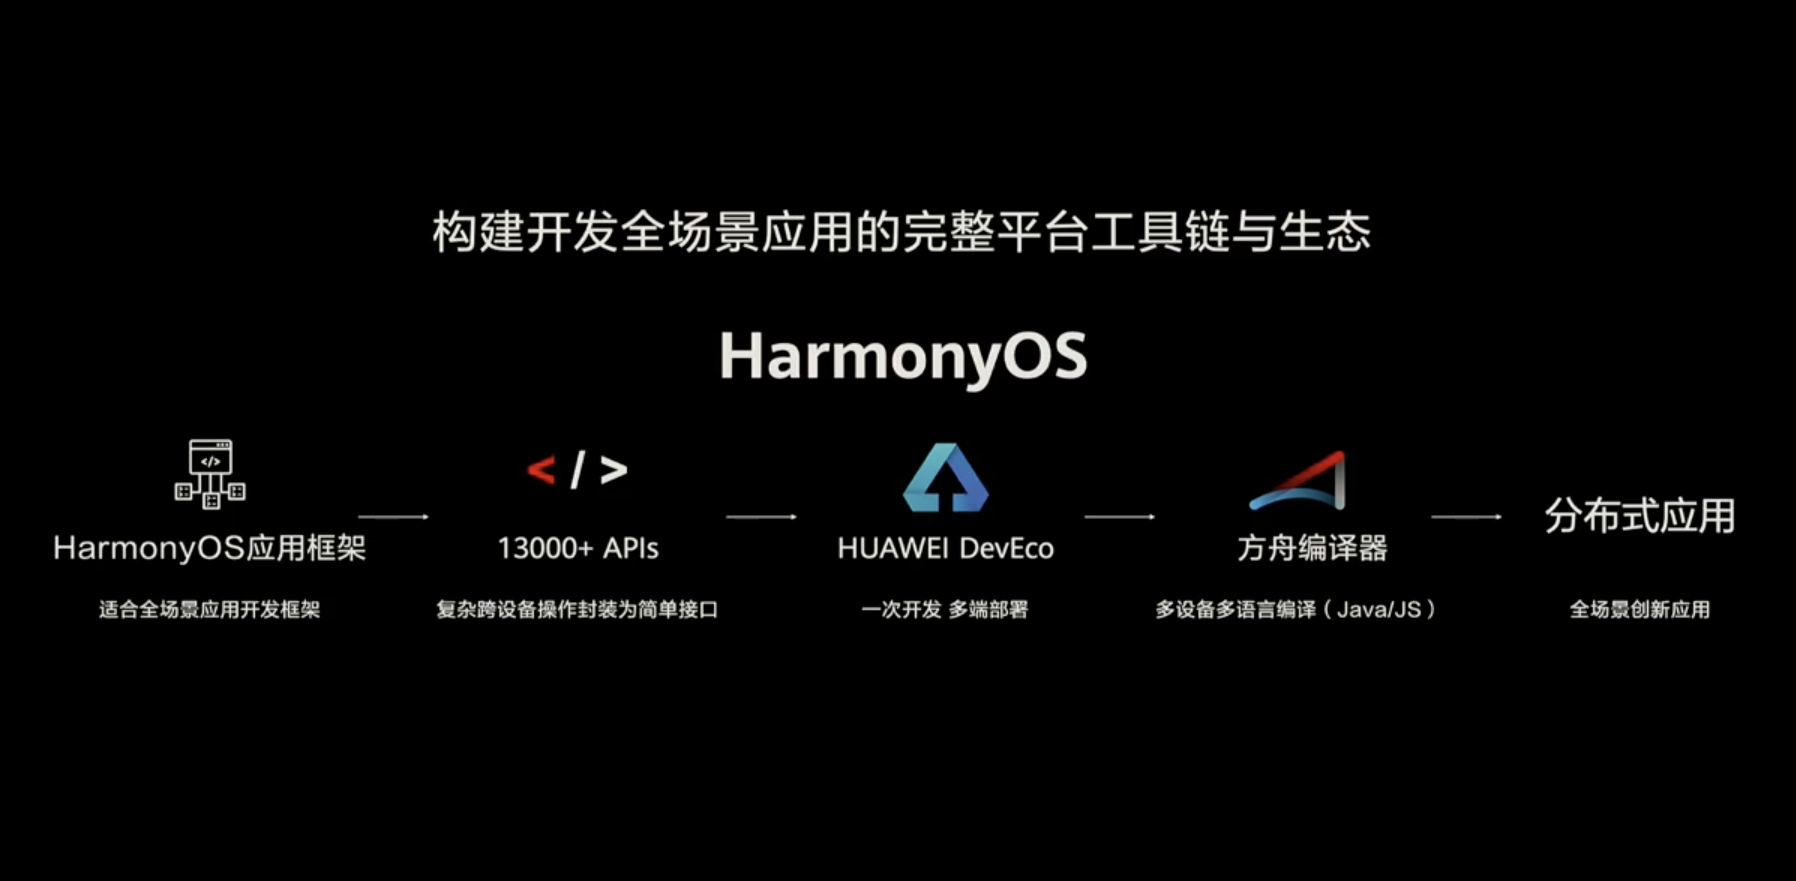 构建开发全场景应用的完整平台工具链与生态
HarmonyOS
</>
HarmonyOS应用框架
适合全场景应用开发框架
</>
13000+ APIs
复杂跨设备操作封装为简单接口
HUAWEI DevEco
一次开发 多端部署
方舟编译器
多设备多语言编译（Java/JS）
分布式应用
全场景创新应用